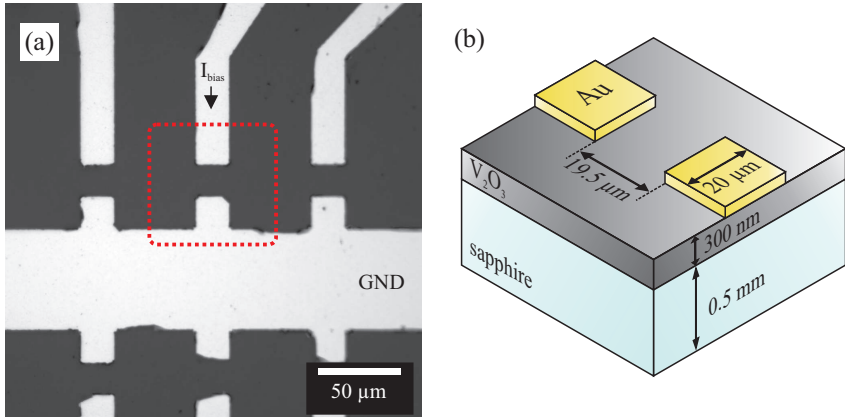 (a)
I_bias
GND
50 µm
(b)
Au
19.5 µm
20 µm
V₂O₃
300 nm
sapphire
0.5 mm